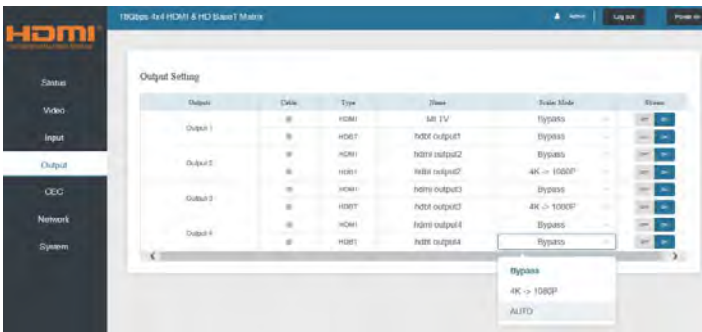 18Gbps 4x4 HDMI & HD BaseT Matrix
Admin
Log out
Power on
HDMI
Status
Video
Input
Output
CEC
Network
System
Output Setting
Outputs Cable Type Name Scaler Mode Stream
Output 1
HDMI MI TV Bypass
HDBT hdbt output1 Bypass
Output 2
HDMI hdmi output2 Bypass
HDBT hdbt output2 4K -> 1080P
Output 3
HDMI hdmi output3 Bypass
HDBT hdbt output3 4K -> 1080P
Output 4
HDMI hdmi output4 Bypass
HDBT hdbt output4 Bypass
Bypass
4K -> 1080P
AUTO